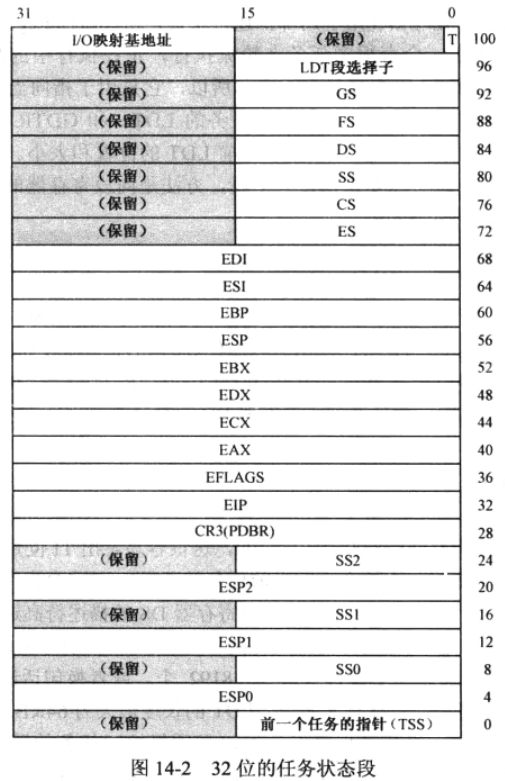 31 15 0
I/O映射基地址 （保留） T 100
（保留） LDT段选择子 96
（保留） GS 92
（保留） FS 88
（保留） DS 84
（保留） SS 80
（保留） CS 76
（保留） ES 72
EDI 68
ESI 64
EBP 60
ESP 56
EBX 52
EDX 48
ECX 44
EAX 40
EFLAGS 36
EIP 32
CR3(PDBR) 28
（保留） SS2 24
ESP2 20
（保留） SS1 16
ESP1 12
（保留） SS0 8
ESP0 4
（保留） 前一个任务的指针（TSS） 0
图 14-2 32 位的任务状态段